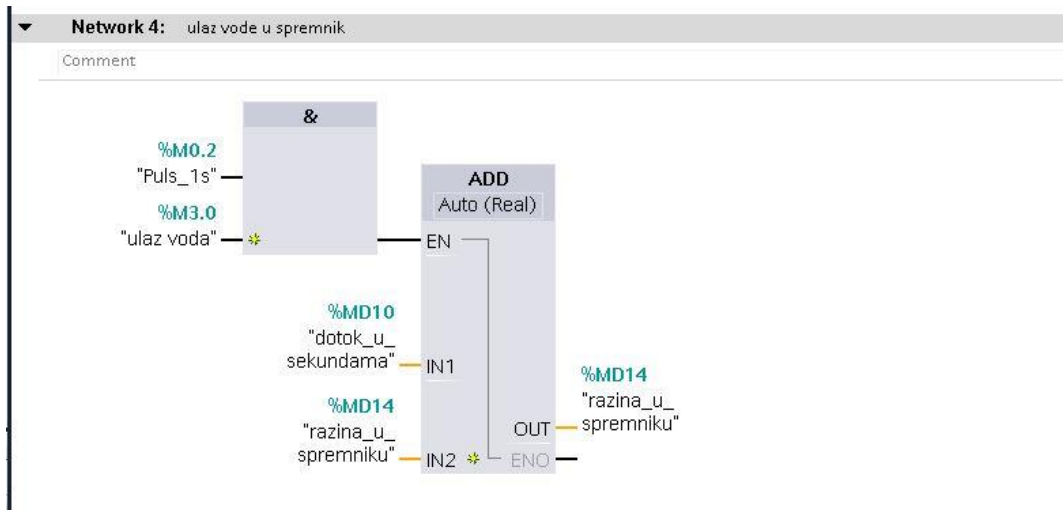 Network 4: ulaz vode u spremnik
Comment
&
%M0.2
"Puls_1s"
%M3.0
"ulaz voda"
ADD
Auto (Real)
EN
%MD10
"dotok_u_
sekundama"
IN1
%MD14
"razina_u_
spremniku"
IN2
%MD14
"razina_u_
spremniku"
OUT
ENO